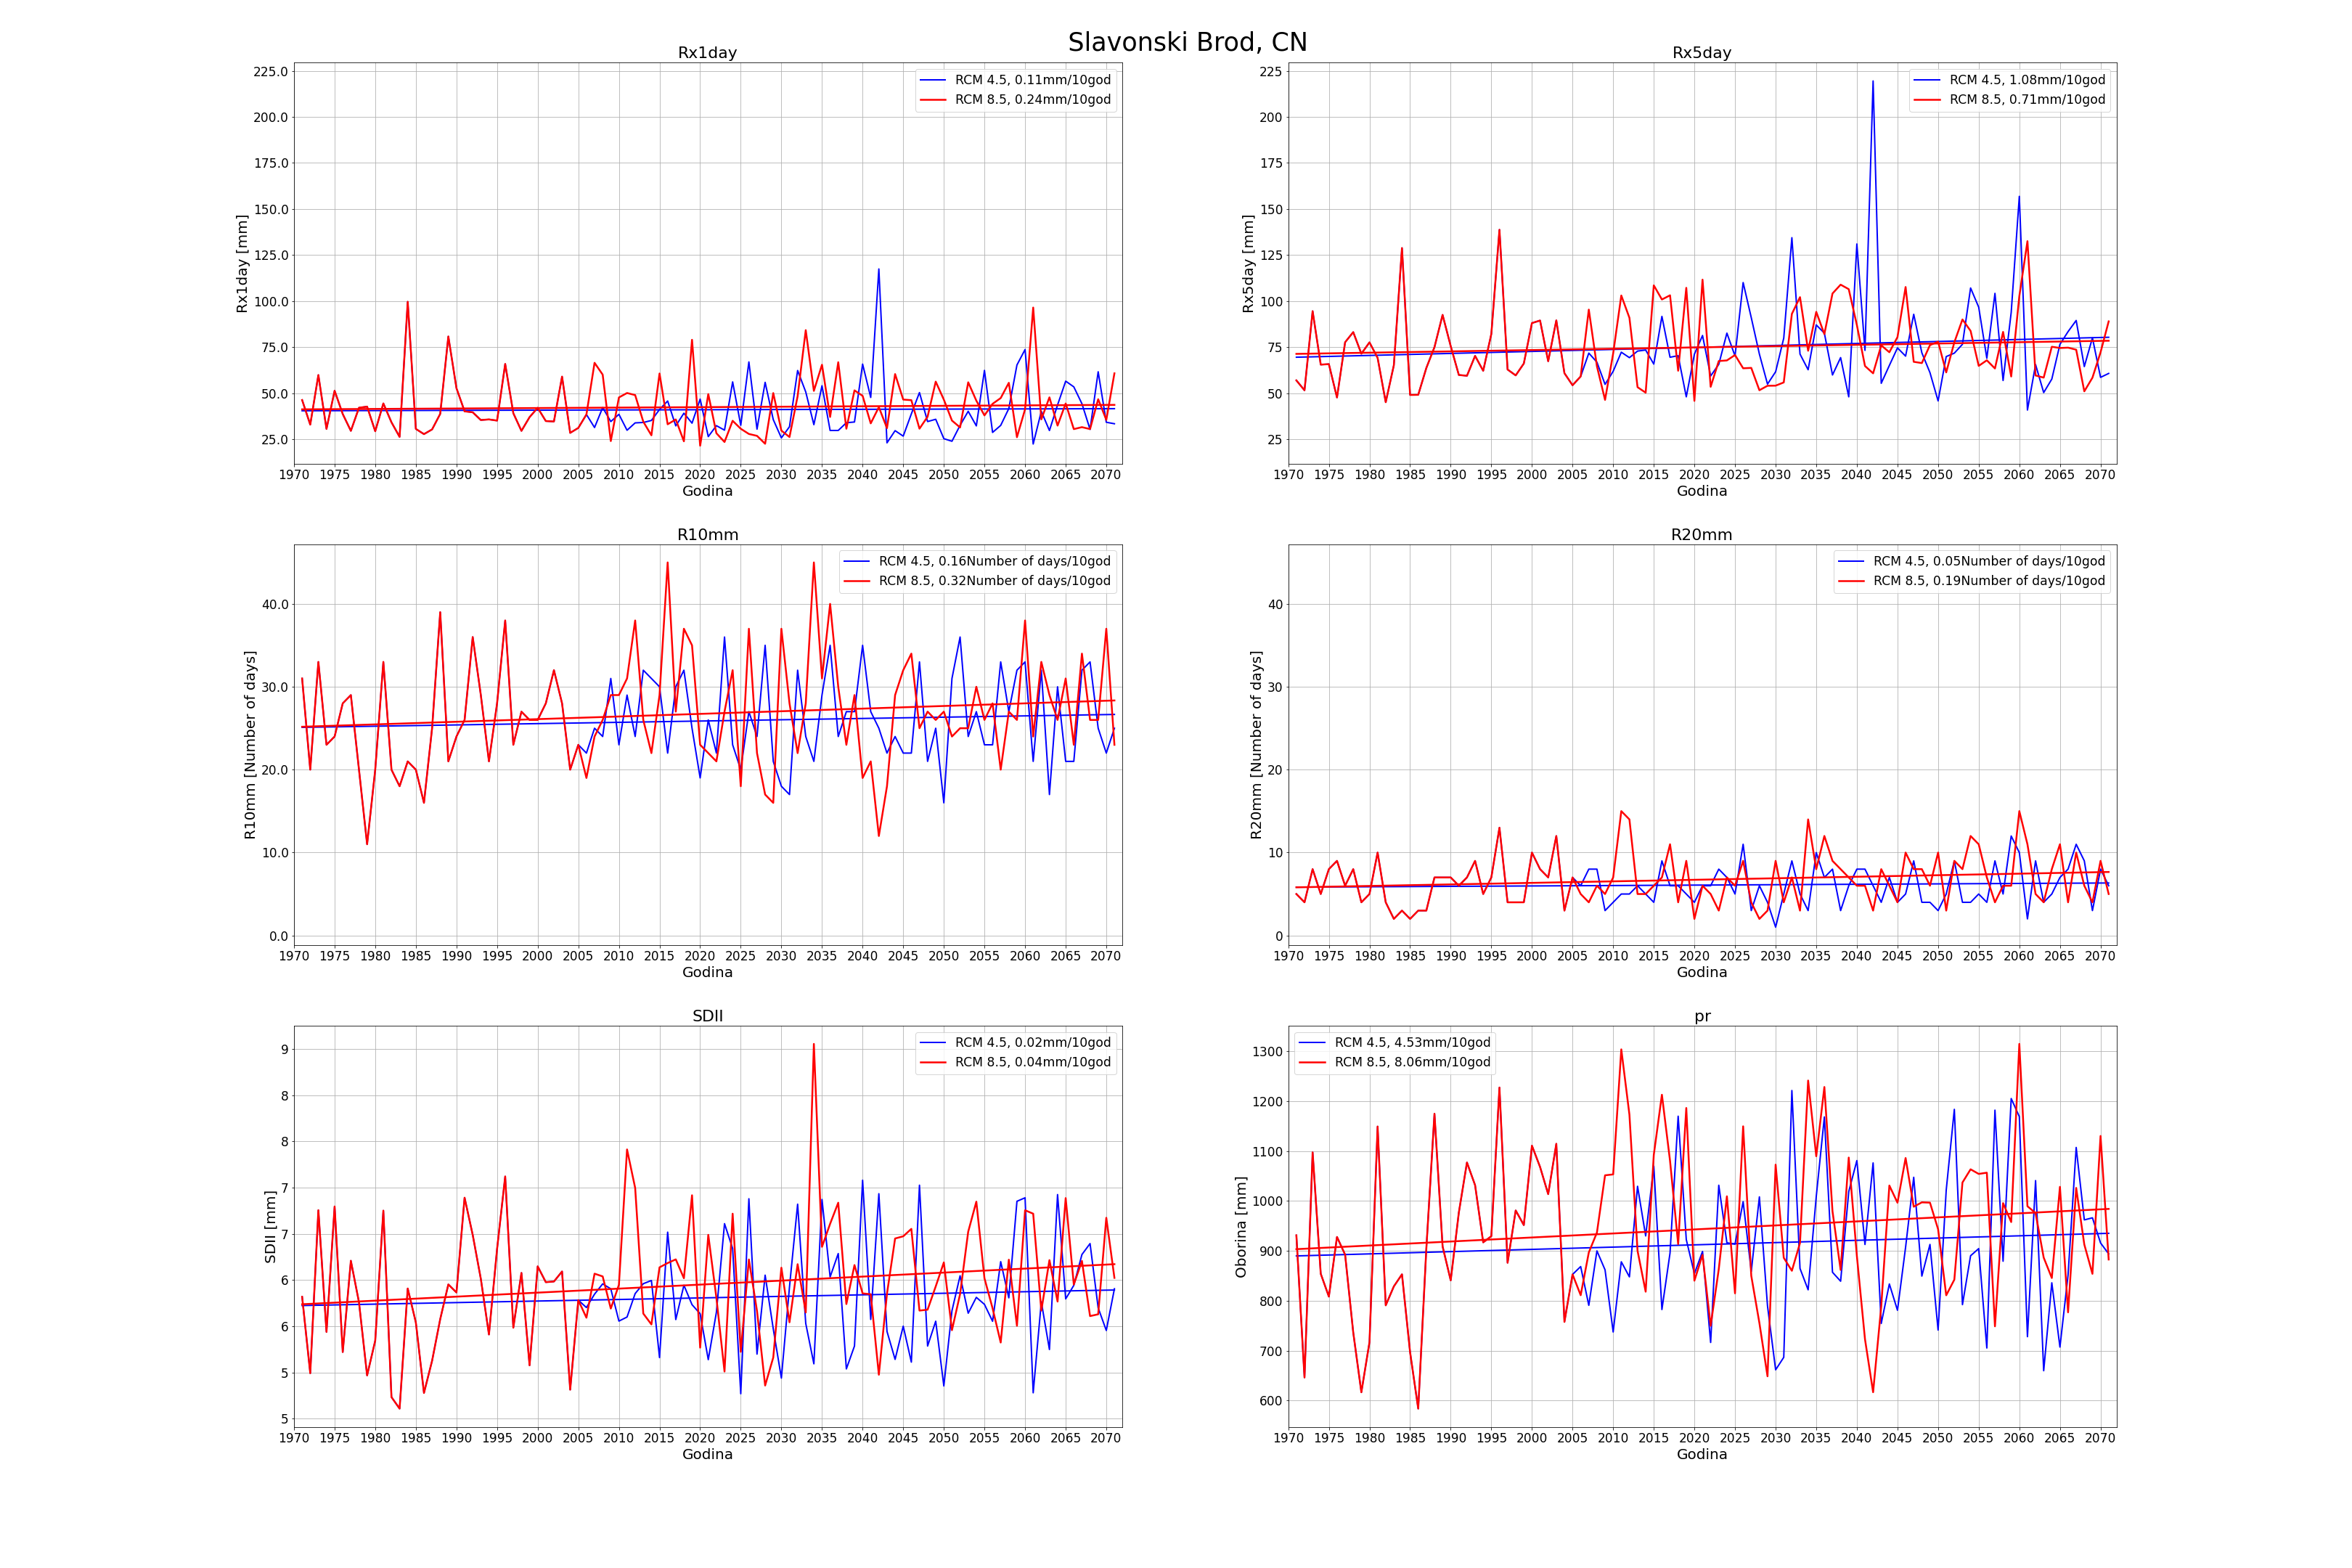 Slavonski Brod, CN
Rx1day
RCM 4.5, 0.11mm/10god
RCM 8.5, 0.24mm/10god
Rx1day [mm]
225.0
200.0
175.0
150.0
125.0
100.0
75.0
50.0
25.0
1970 1975 1980 1985 1990 1995 2000 2005 2010 2015 2020 2025 2030 2035 2040 2045 2050 2055 2060 2065 2070
Godina
Rx5day
RCM 4.5, 1.08mm/10god
RCM 8.5, 0.71mm/10god
Rx5day [mm]
225
200
175
150
125
100
75
50
25
1970 1975 1980 1985 1990 1995 2000 2005 2010 2015 2020 2025 2030 2035 2040 2045 2050 2055 2060 2065 2070
Godina
R10mm
RCM 4.5, 0.16Number of days/10god
RCM 8.5, 0.32Number of days/10god
R10mm [Number of days]
40.0
30.0
20.0
10.0
0.0
1970 1975 1980 1985 1990 1995 2000 2005 2010 2015 2020 2025 2030 2035 2040 2045 2050 2055 2060 2065 2070
Godina
R20mm
RCM 4.5, 0.05Number of days/10god
RCM 8.5, 0.19Number of days/10god
R20mm [Number of days]
40
30
20
10
0
1970 1975 1980 1985 1990 1995 2000 2005 2010 2015 2020 2025 2030 2035 2040 2045 2050 2055 2060 2065 2070
Godina
SDII
RCM 4.5, 0.02mm/10god
RCM 8.5, 0.04mm/10god
SDII [mm]
9
8
8
7
7
6
6
5
5
1970 1975 1980 1985 1990 1995 2000 2005 2010 2015 2020 2025 2030 2035 2040 2045 2050 2055 2060 2065 2070
Godina
pr
RCM 4.5, 4.53mm/10god
RCM 8.5, 8.06mm/10god
Oborina [mm]
1300
1200
1100
1000
900
800
700
600
1970 1975 1980 1985 1990 1995 2000 2005 2010 2015 2020 2025 2030 2035 2040 2045 2050 2055 2060 2065 2070
Godina